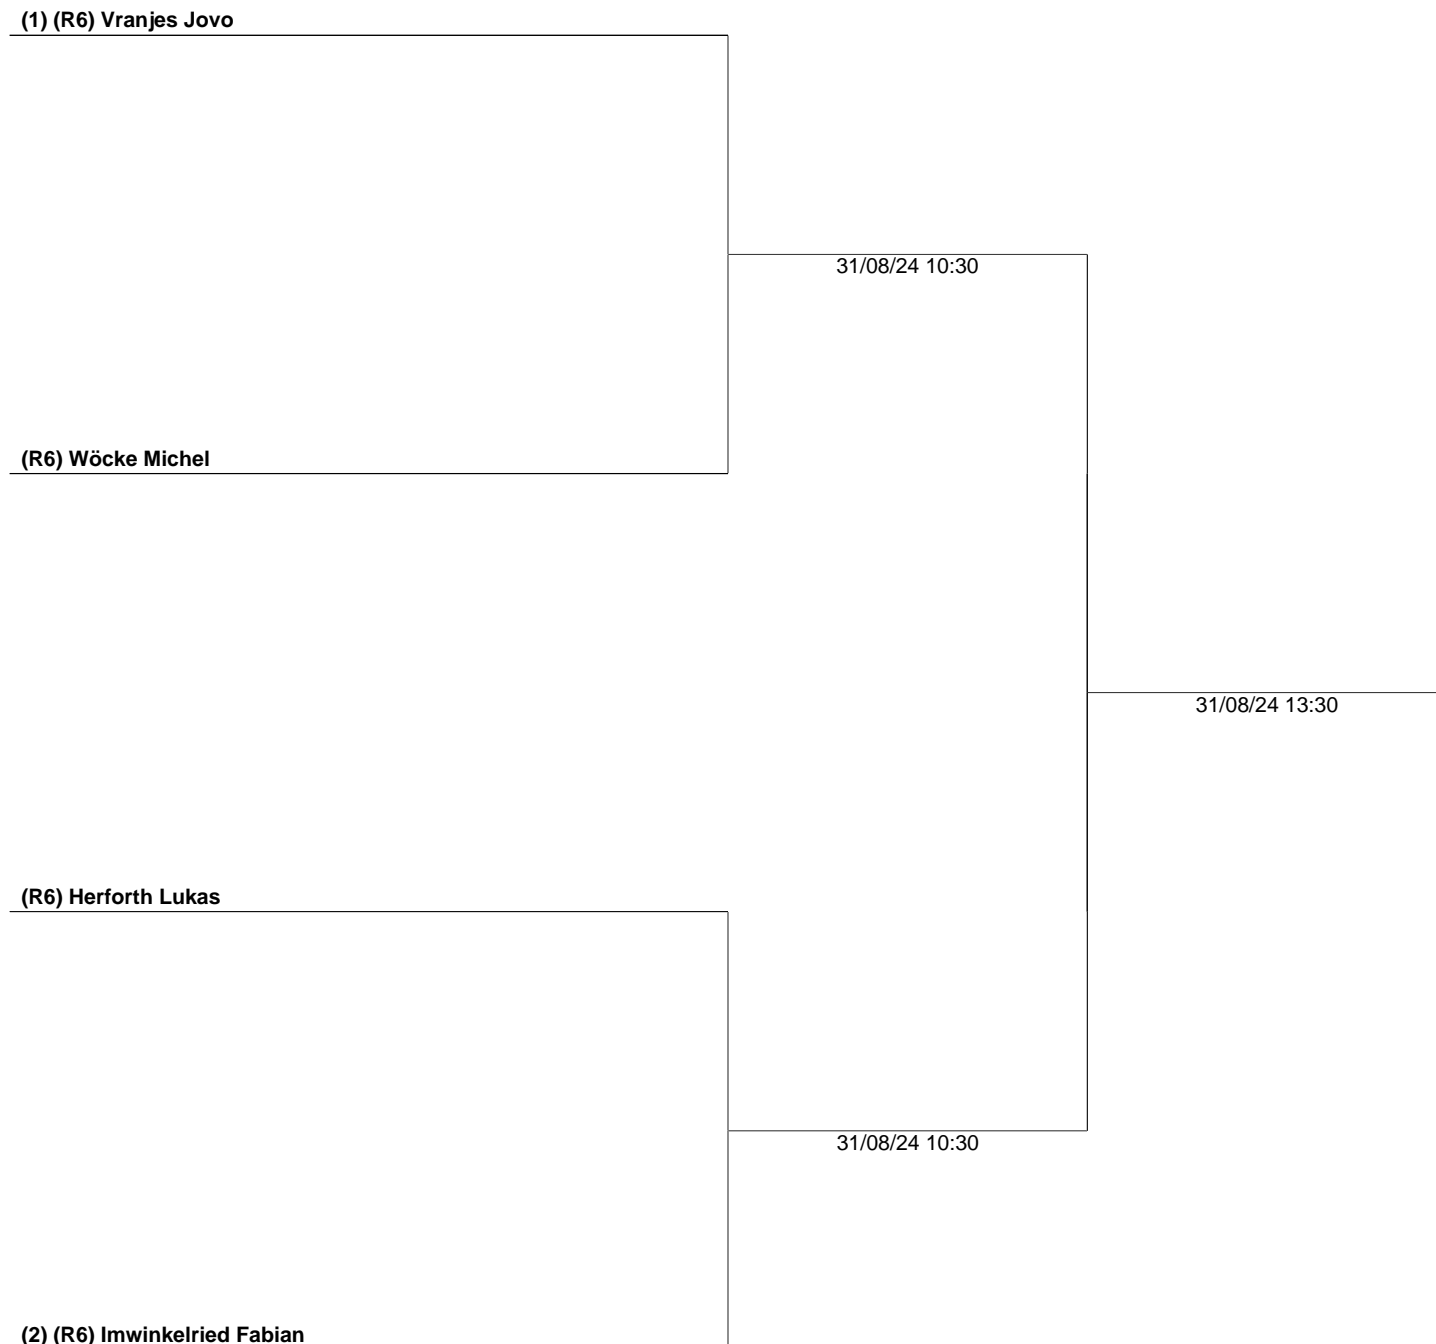 (1) (R6) Vranjes Jovo
31/08/24 10:30
(R6) Wöcke Michel
31/08/24 13:30
(R6) Herforth Lukas
31/08/24 10:30
(2) (R6) Imwinkelried Fabian